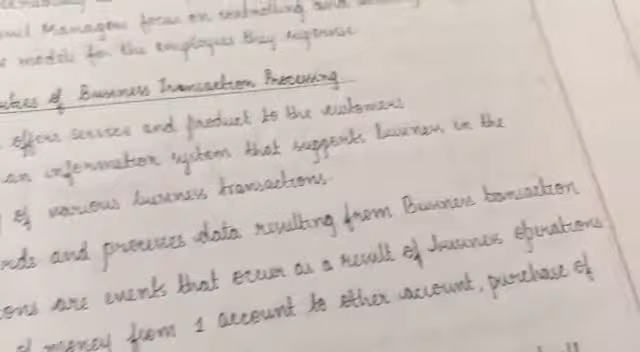 Managers focus on controlling and
models for the employees they supervise
of Business Transaction Processing
offers services and product to the customers
an information system that supports business in the
of various business transactions.
and processes data resulting from Business transaction
are events that occur as a result of business operations
of money from 1 account to other account, purchase of